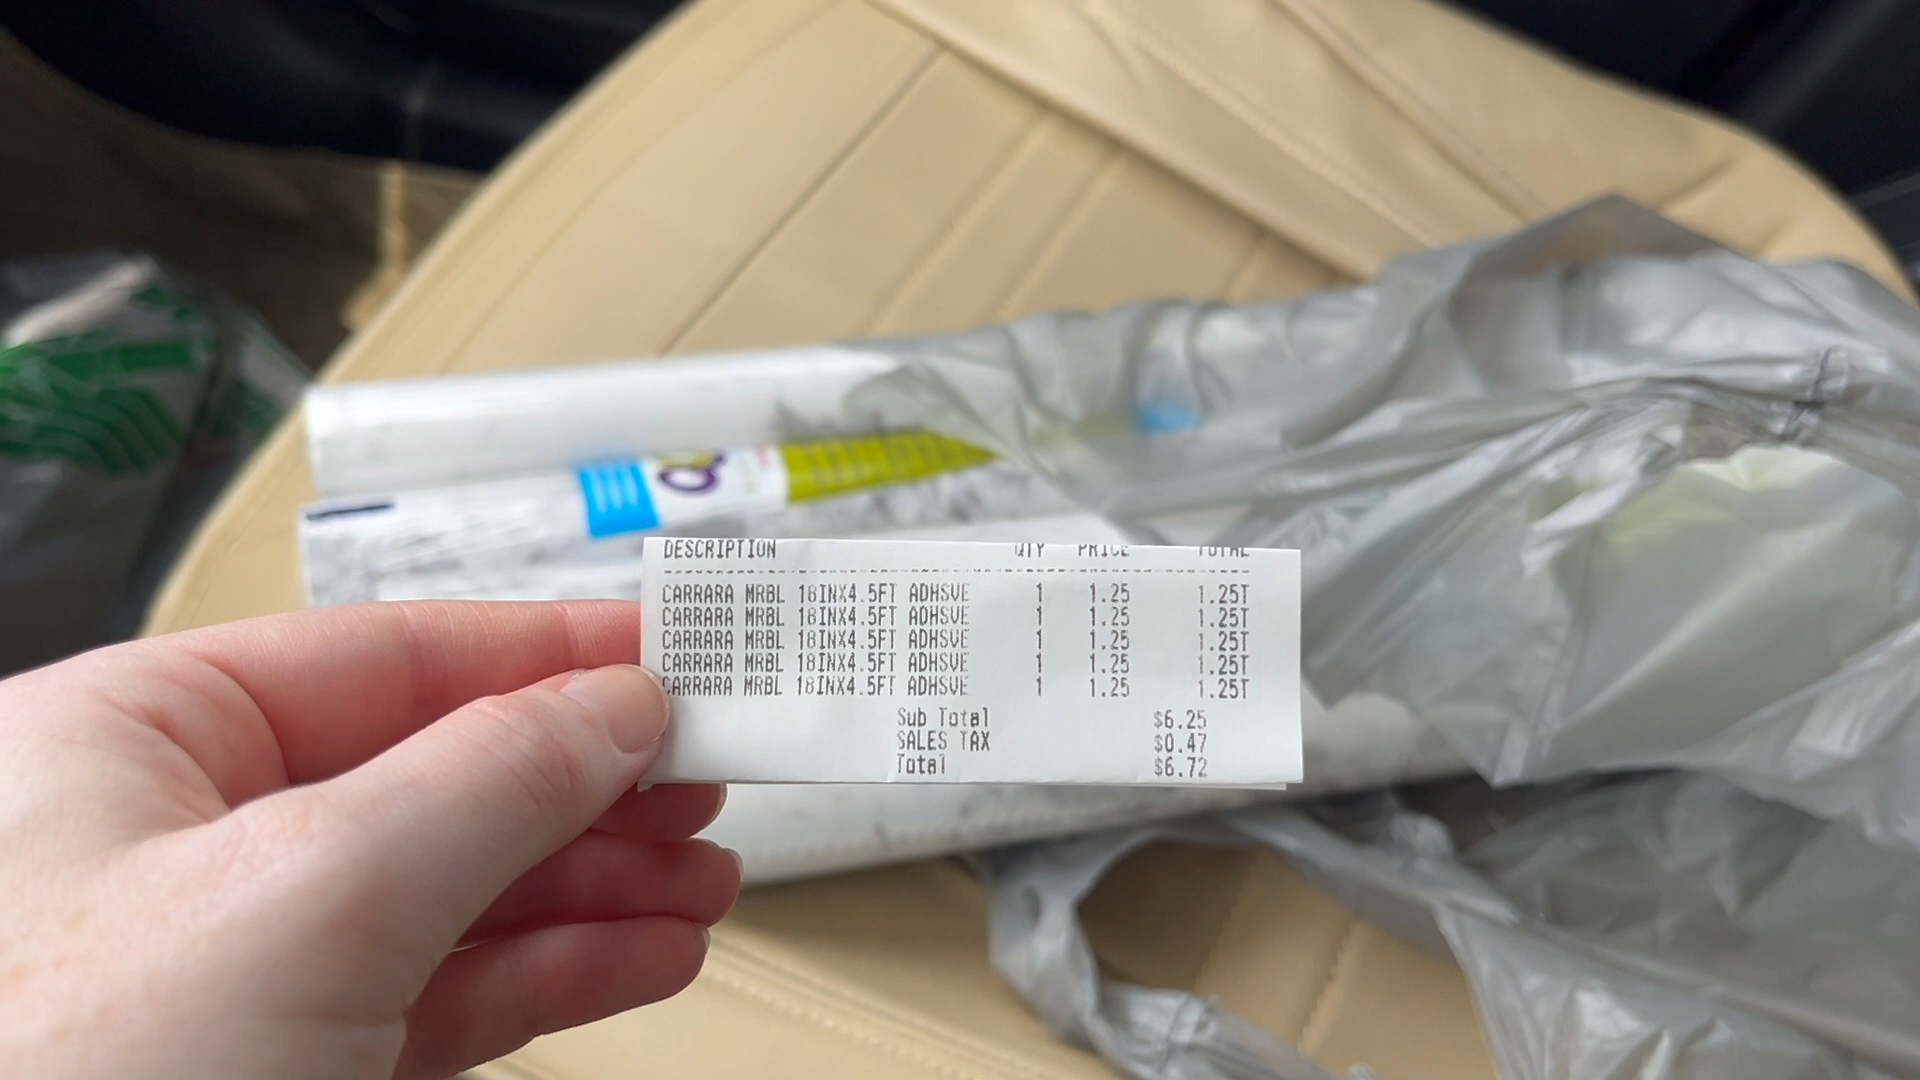 DESCRIPTION QTY PRICE TOTAL
CARRARA MRBL 18INX4.5FT ADHSVE 1 1.25 1.25T
CARRARA MRBL 18INX4.5FT ADHSVE 1 1.25 1.25T
CARRARA MRBL 18INX4.5FT ADHSVE 1 1.25 1.25T
CARRARA MRBL 18INX4.5FT ADHSVE 1 1.25 1.25T
CARRARA MRBL 18INX4.5FT ADHSVE 1 1.25 1.25T
Sub Total $6.25
SALES TAX $0.47
Total $6.72